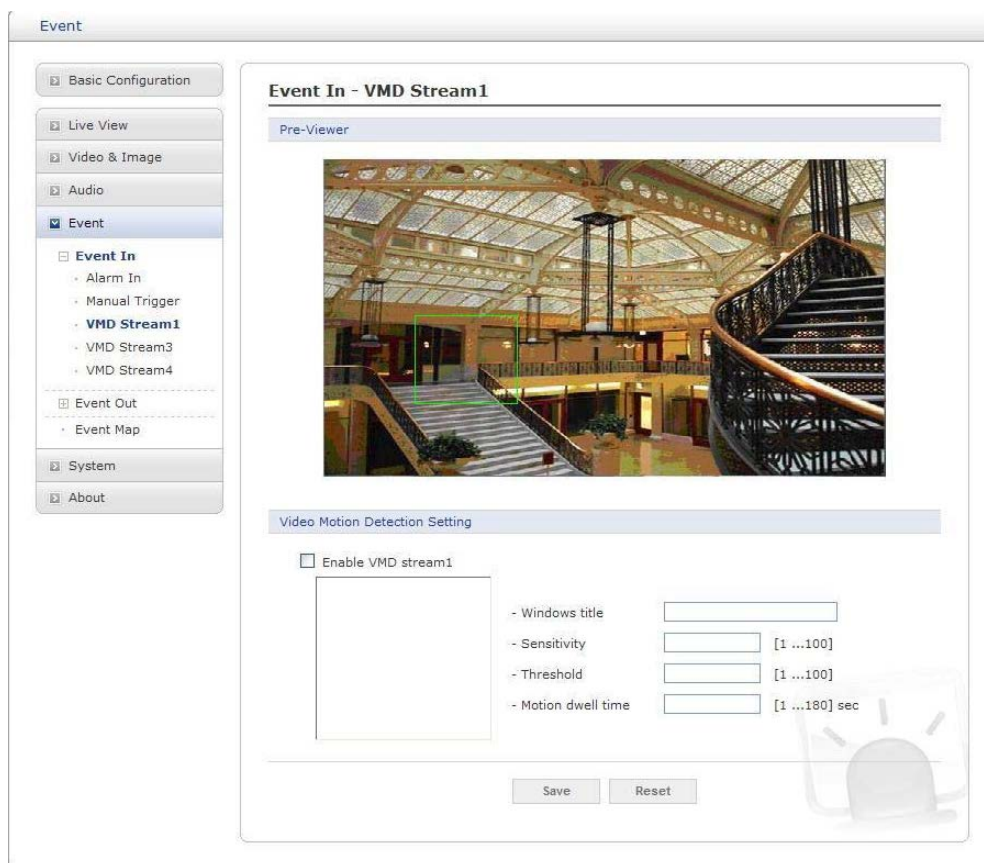 Event
Basic Configuration
Live View
Video & Image
Audio
Event
Event In
Alarm In
Manual Trigger
VMD Stream1
VMD Stream3
VMD Stream4
Event Out
Event Map
System
About
Event In - VMD Stream1
Pre-Viewer
Video Motion Detection Setting
Enable VMD stream1
- Windows title
- Sensitivity [1 ...100]
- Threshold [1 ...100]
- Motion dwell time [1 ...180] sec
Save Reset